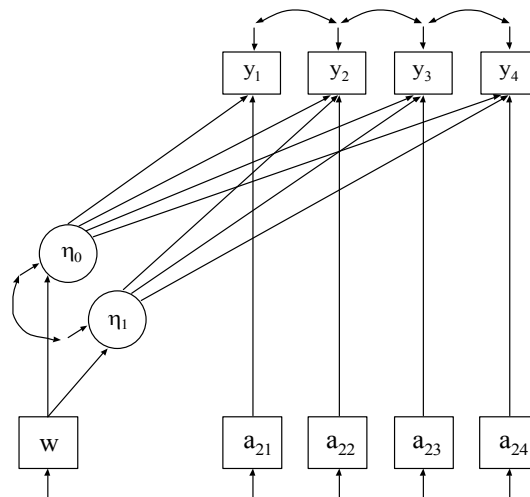 y₁ y₂ y₃ y₄
η₀
η₁
w a₂₁ a₂₂ a₂₃ a₂₄